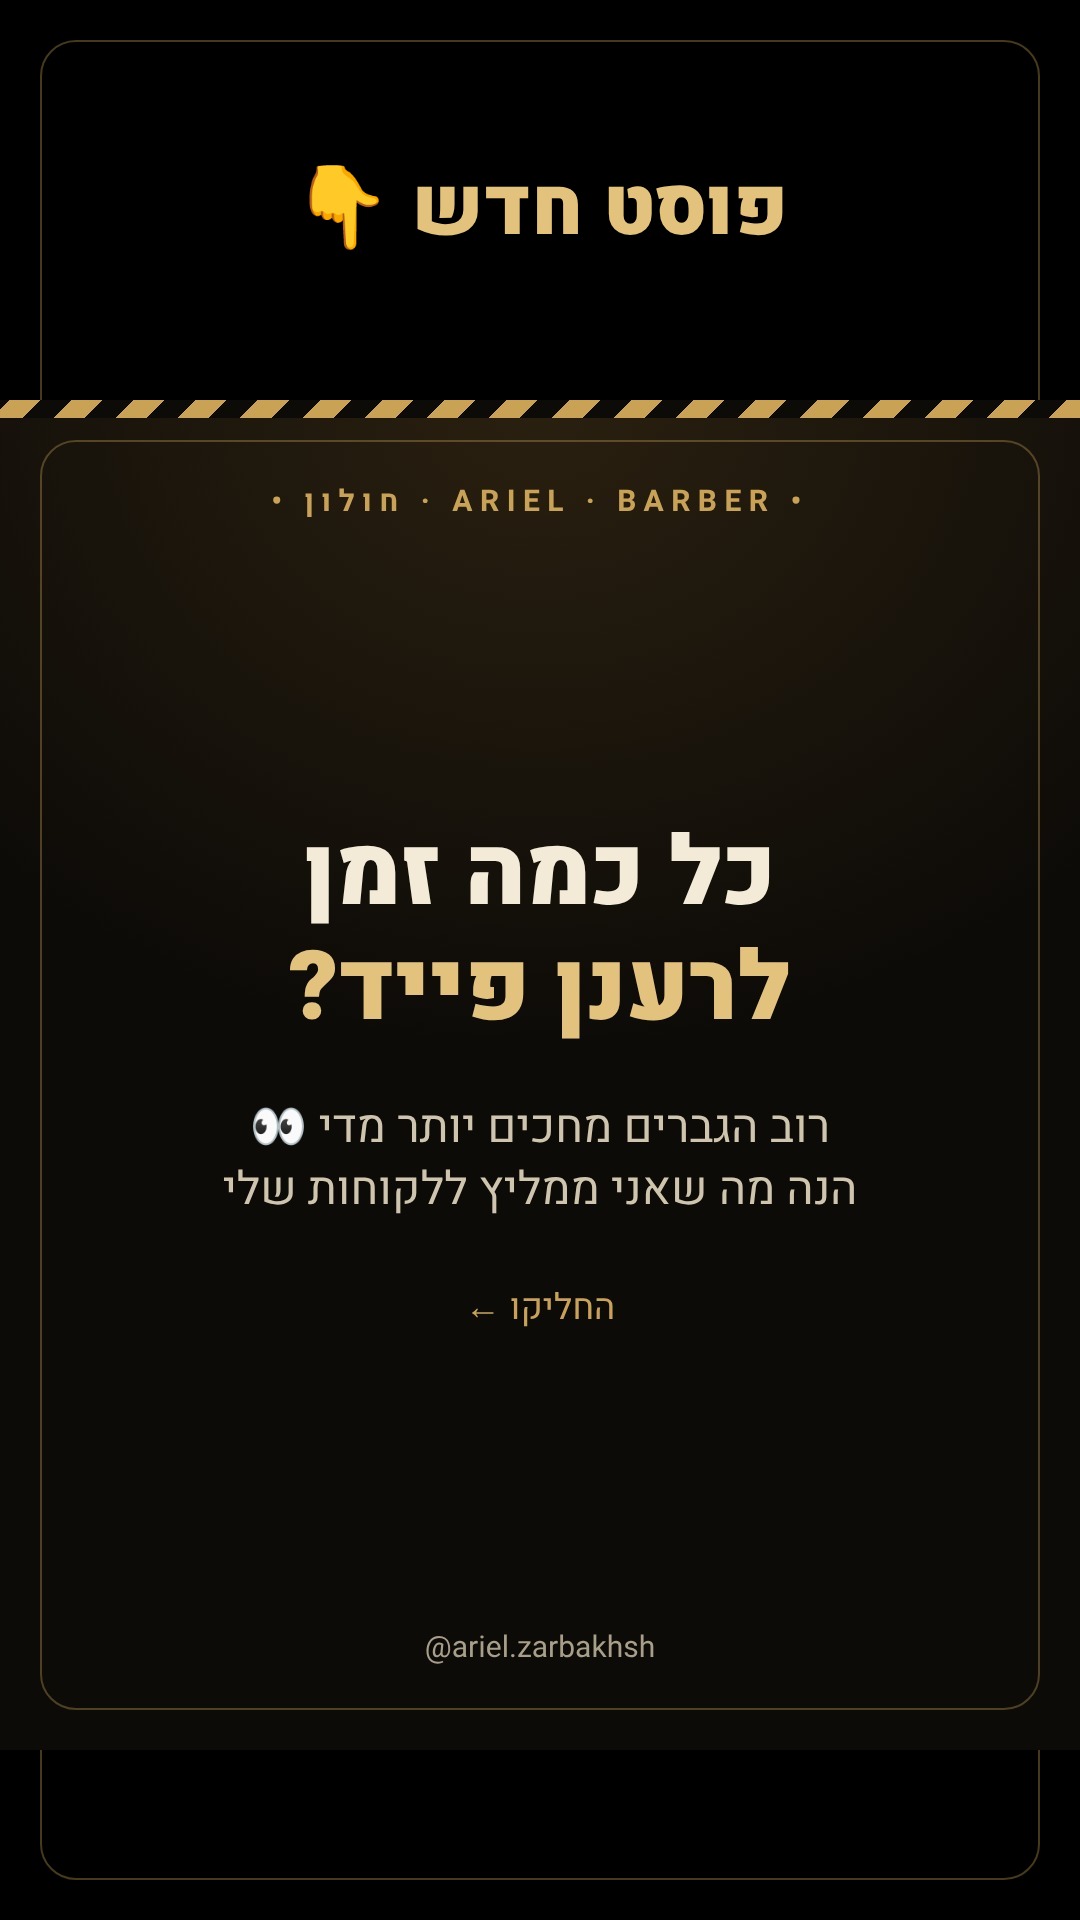 פוסט חדש 👇
• ARIEL · BARBER · חולון •
כל כמה זמן
לרענן פייד?
רוב הגברים מחכים יותר מדי 👀
הנה מה שאני ממליץ ללקוחות שלי
החליקו ←
@ariel.zarbakhsh